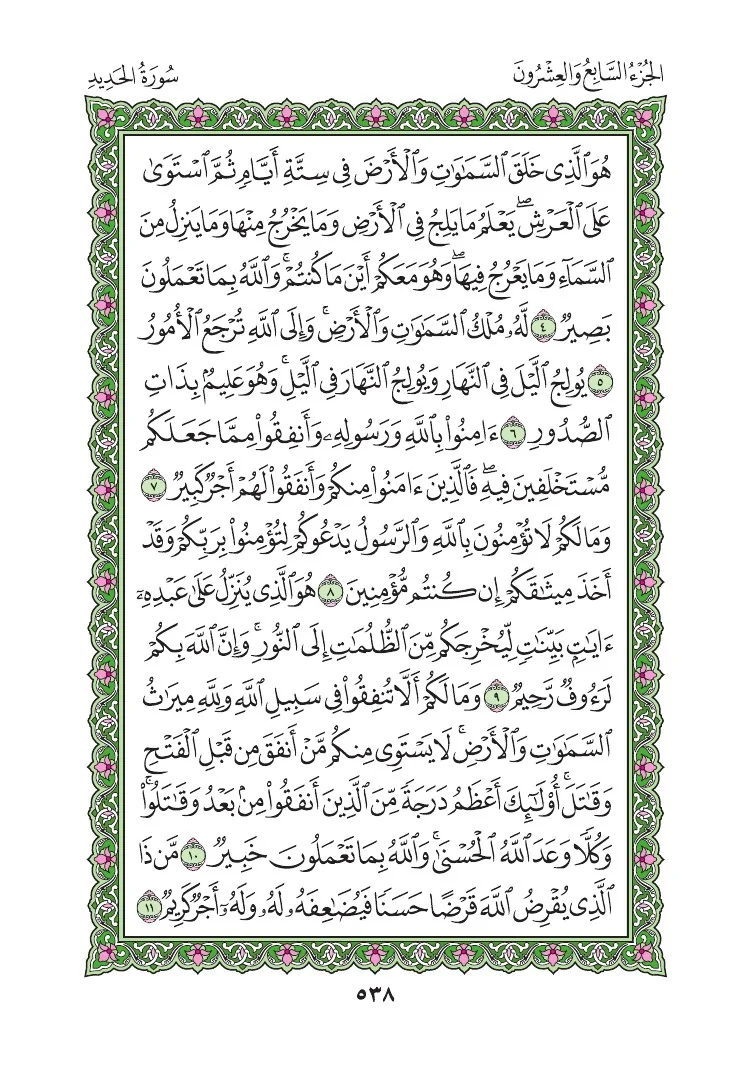 الجُزْءُ السَّابِعُ وَالعِشْرُونَ
سُورَةُ الحَدِيدِ
هُوَ ٱلَّذِى خَلَقَ ٱلسَّمَٰوَٰتِ وَٱلْأَرْضَ فِى سِتَّةِ أَيَّامٍ ثُمَّ ٱسْتَوَىٰ
عَلَى ٱلْعَرْشِ ۖ يَعْلَمُ مَا يَلِجُ فِى ٱلْأَرْضِ وَمَا يَخْرُجُ مِنْهَا وَمَا يَنزِلُ مِنَ
ٱلسَّمَآءِ وَمَا يَعْرُجُ فِيهَا ۖ وَهُوَ مَعَكُمْ أَيْنَ مَا كُنتُمْ ۚ وَٱللَّهُ بِمَا تَعْمَلُونَ
بَصِيرٌ ٤ لَّهُۥ مُلْكُ ٱلسَّمَٰوَٰتِ وَٱلْأَرْضِ ۚ وَإِلَى ٱللَّهِ تُرْجَعُ ٱلْأُمُورُ
٥ يُولِجُ ٱلَّيْلَ فِى ٱلنَّهَارِ وَيُولِجُ ٱلنَّهَارَ فِى ٱلَّيْلِ ۚ وَهُوَ عَلِيمٌۢ بِذَاتِ
ٱلصُّدُورِ ٦ ءَامِنُوا۟ بِٱللَّهِ وَرَسُولِهِۦ وَأَنفِقُوا۟ مِمَّا جَعَلَكُم
مُّسْتَخْلَفِينَ فِيهِ ۖ فَٱلَّذِينَ ءَامَنُوا۟ مِنكُمْ وَأَنفَقُوا۟ لَهُمْ أَجْرٌ كَبِيرٌ ٧
وَمَا لَكُمْ لَا تُؤْمِنُونَ بِٱللَّهِ وَٱلرَّسُولُ يَدْعُوكُمْ لِتُؤْمِنُوا۟ بِرَبِّكُمْ وَقَدْ
أَخَذَ مِيثَٰقَكُمْ إِن كُنتُم مُّؤْمِنِينَ ٨ هُوَ ٱلَّذِى يُنَزِّلُ عَلَىٰ عَبْدِهِۦٓ
ءَايَٰتٍۭ بَيِّنَٰتٍ لِّيُخْرِجَكُم مِّنَ ٱلظُّلُمَٰتِ إِلَى ٱلنُّورِ ۚ وَإِنَّ ٱللَّهَ بِكُمْ
لَرَءُوفٌ رَّحِيمٌ ٩ وَمَا لَكُمْ أَلَّا تُنفِقُوا۟ فِى سَبِيلِ ٱللَّهِ وَلِلَّهِ مِيرَٰثُ
ٱلسَّمَٰوَٰتِ وَٱلْأَرْضِ ۚ لَا يَسْتَوِى مِنكُم مَّنْ أَنفَقَ مِن قَبْلِ ٱلْفَتْحِ
وَقَٰتَلَ ۚ أُو۟لَٰٓئِكَ أَعْظَمُ دَرَجَةً مِّنَ ٱلَّذِينَ أَنفَقُوا۟ مِنۢ بَعْدُ وَقَٰتَلُوا۟ ۚ
وَكُلًّا وَعَدَ ٱللَّهُ ٱلْحُسْنَىٰ ۚ وَٱللَّهُ بِمَا تَعْمَلُونَ خَبِيرٌ ١٠ مَّن ذَا
ٱلَّذِى يُقْرِضُ ٱللَّهَ قَرْضًا حَسَنًا فَيُضَٰعِفَهُۥ لَهُۥ وَلَهُۥٓ أَجْرٌ كَرِيمٌ ١١
٥٣٨